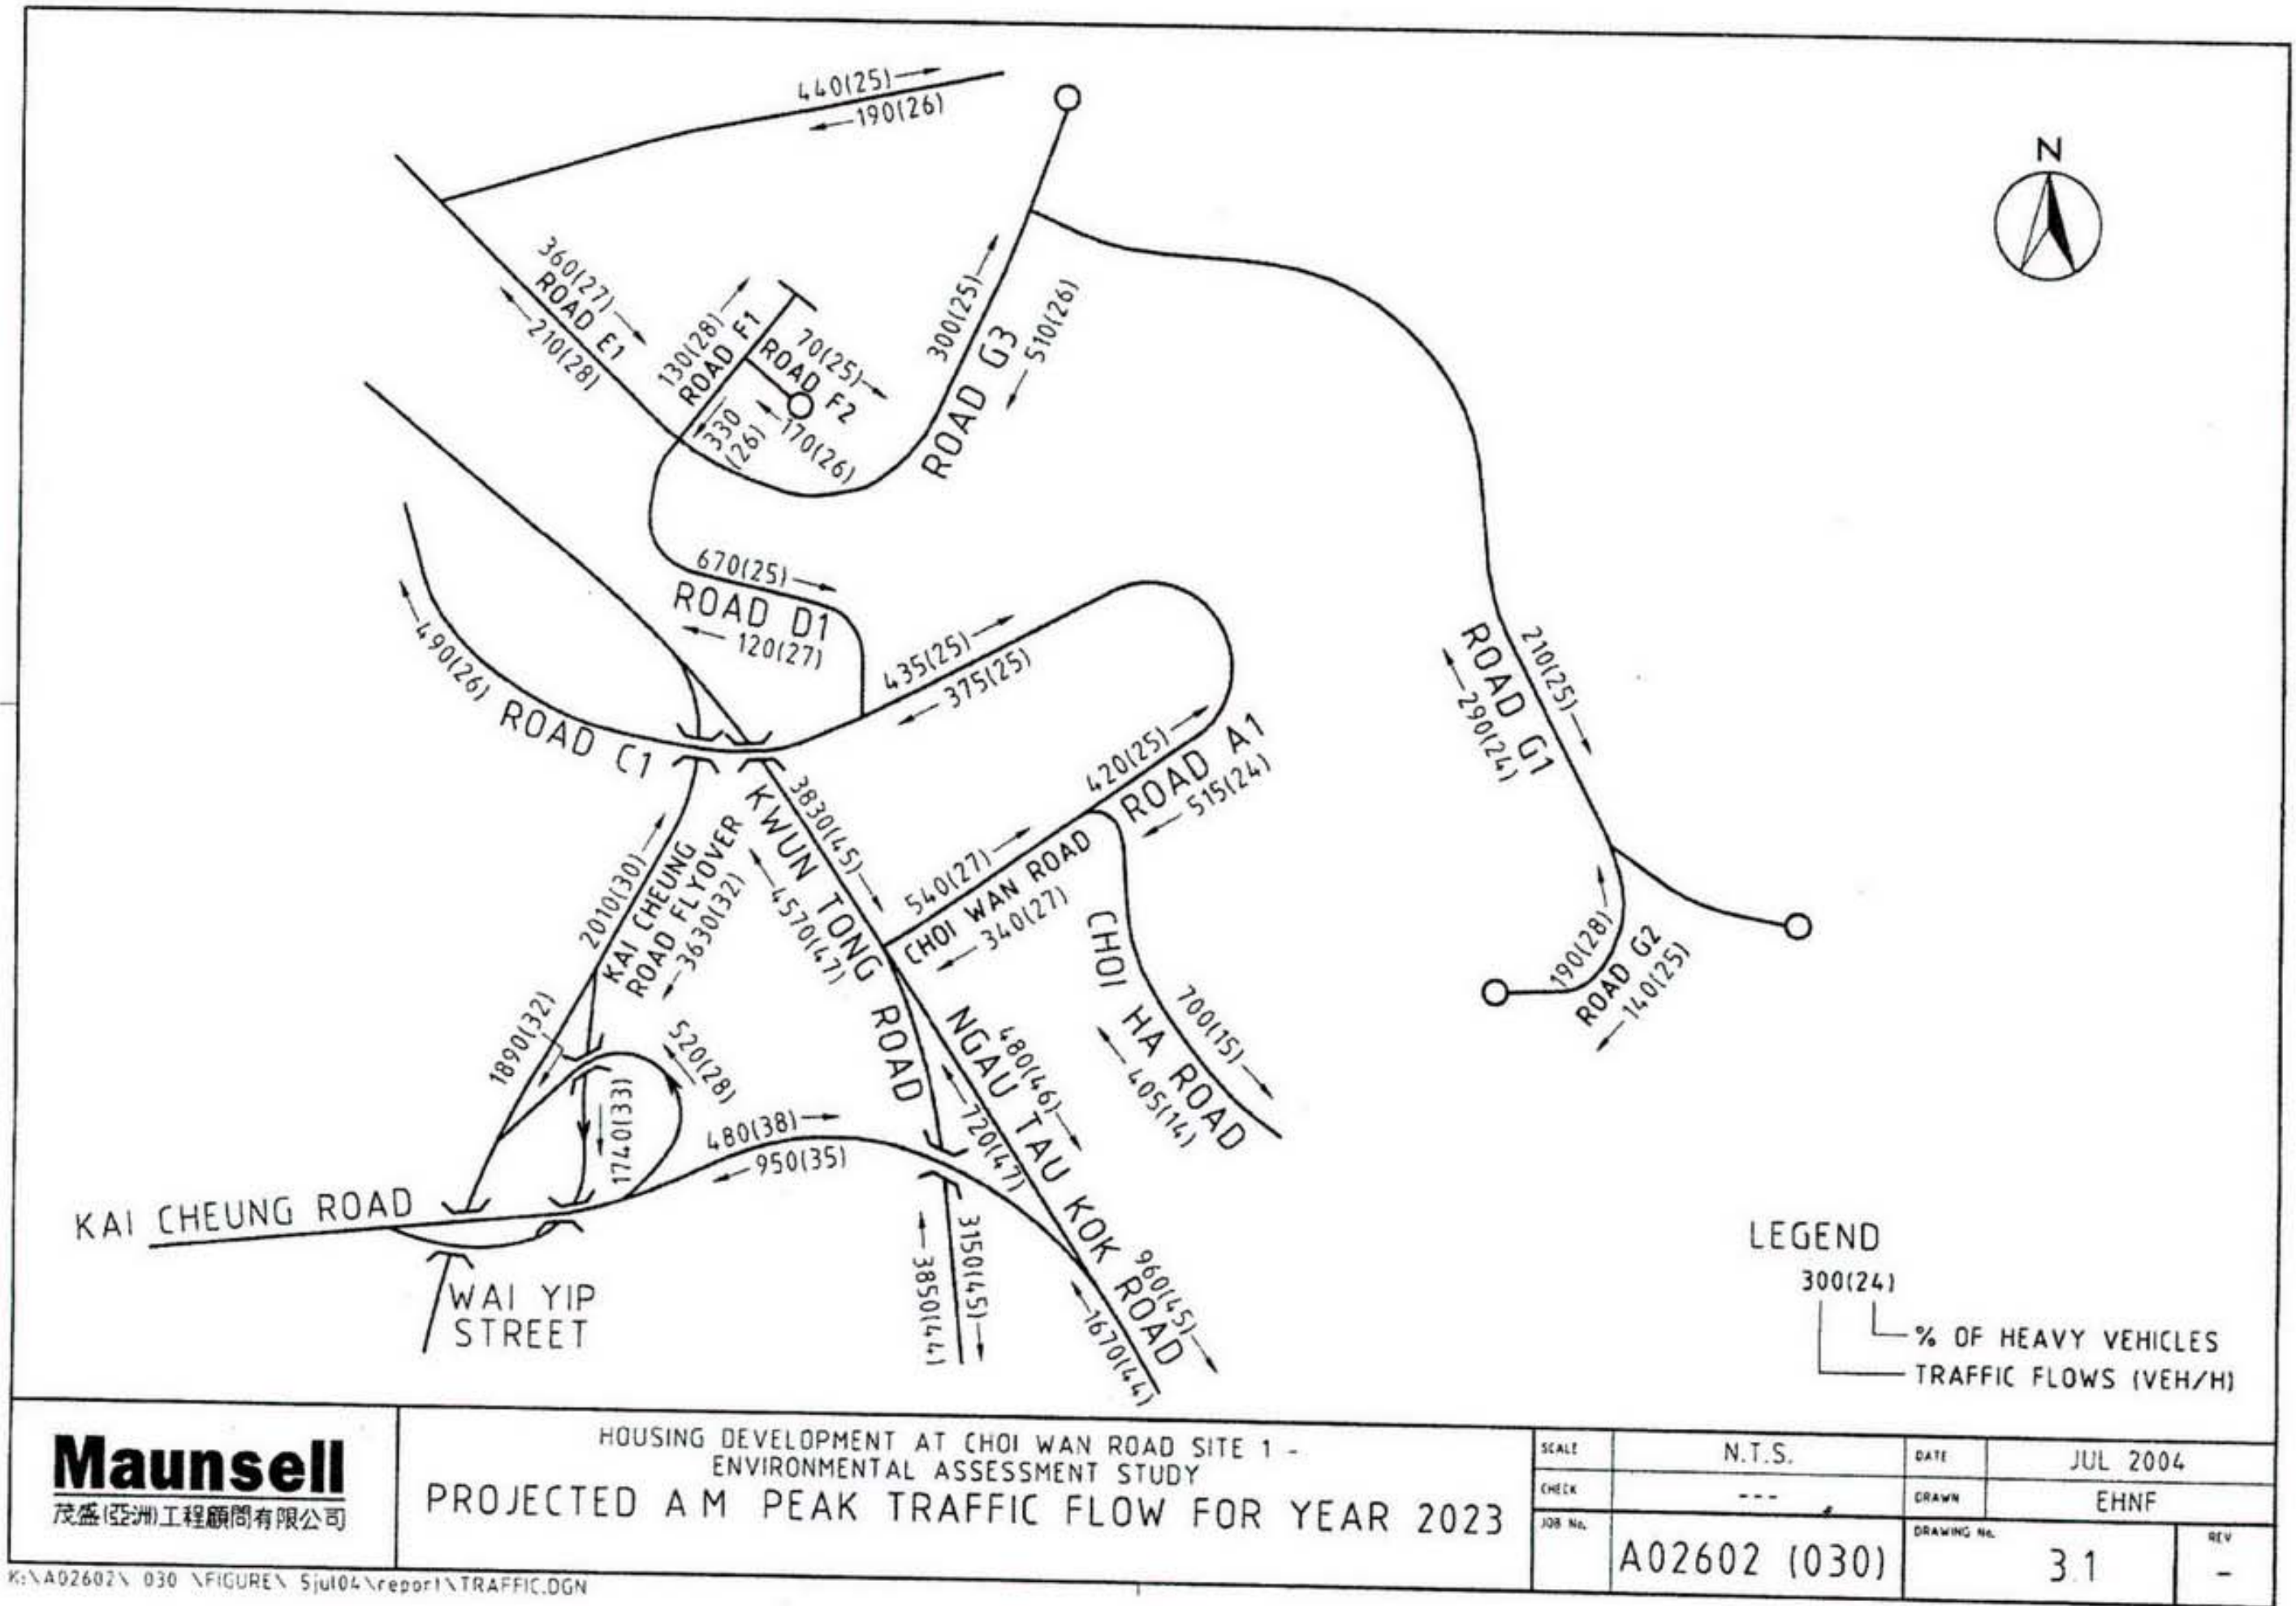 440(25)
190(26)
N
360(27)
ROAD E1
210(28)
130(28)
ROAD F1
70(25)
ROAD F2
330
(26)
170(26)
300(25)
ROAD G3
510(26)
670(25)
ROAD D1
120(27)
490(26)
ROAD C1
435(25)
375(25)
210(25)
ROAD G1
290(24)
420(25)
ROAD A1
515(24)
3830(45)
KWUN TONG ROAD
4570(47)
2010(30)
KAI CHEUNG
ROAD FLYOVER
3630(32)
540(27)
CHOI WAN ROAD
340(27)
190(28)
ROAD G2
140(25)
CHOI HA ROAD
700(15)
405(14)
1890(32)
520(28)
1740(33)
480(38)
950(35)
480(46)
NGAU TAU KOK ROAD
720(47)
KAI CHEUNG ROAD
WAI YIP
STREET
3850(44)
3150(45)
960(45)
1670(44)
LEGEND
300(24)
% OF HEAVY VEHICLES
TRAFFIC FLOWS (VEH/H)
Maunsell
茂盛(亞洲)工程顧問有限公司
HOUSING DEVELOPMENT AT CHOI WAN ROAD SITE 1 -
ENVIRONMENTAL ASSESSMENT STUDY
PROJECTED AM PEAK TRAFFIC FLOW FOR YEAR 2023
SCALE N.T.S. DATE JUL 2004
CHECK --- DRAWN EHNF
JOB No. A02602 (030) DRAWING No. 3.1 REV -
K:\A02602\ 030 \FIGURE\ 5jul04\report\TRAFFIC.DGN